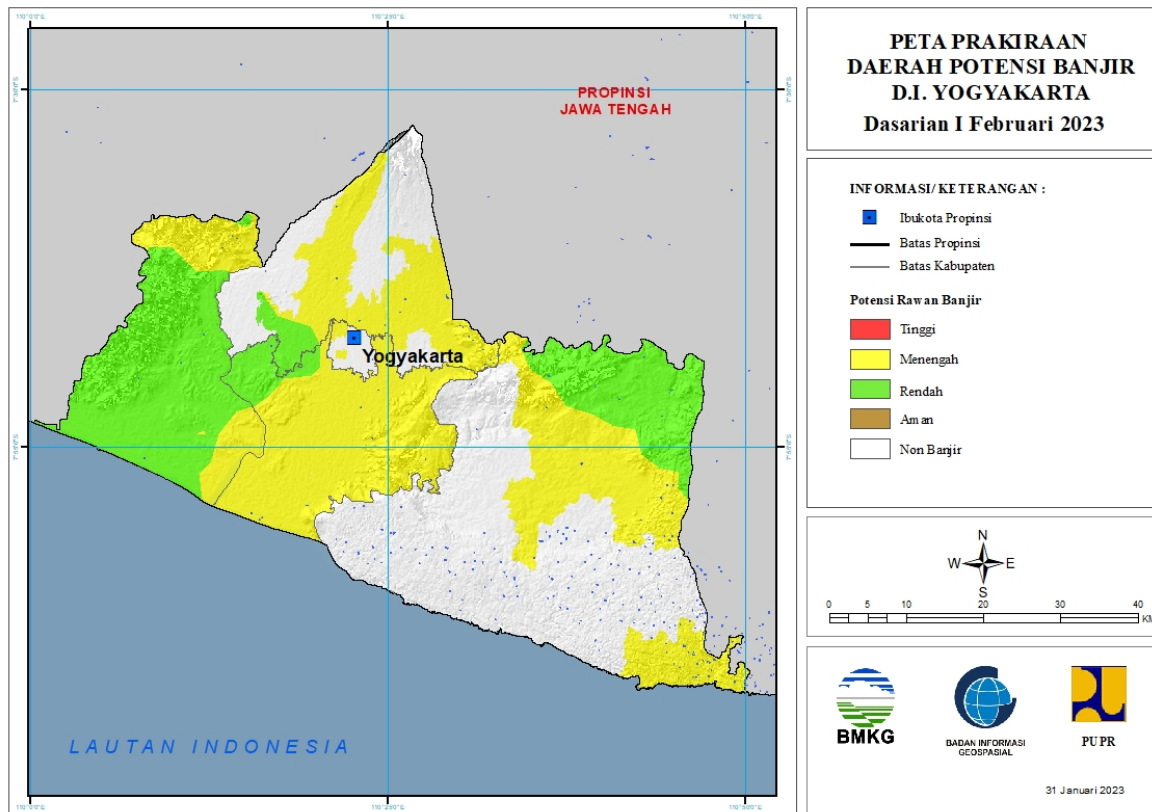 PROPINSI
JAWA TENGAH
Yogyakarta
LAUTAN INDONESIA
PETA PRAKIRAAN
DAERAH POTENSI BANJIR
D.I. YOGYAKARTA
Dasarian I Februari 2023
INFORMASI/ KETERANGAN :
Ibukota Propinsi
Batas Propinsi
Batas Kabupaten
Potensi Rawan Banjir
Tinggi
Menengah
Rendah
Aman
Non Banjir
N
W E
S
0 5 10 20 30 40
KM
BMKG
BADAN INFORMASI
GEOSPASIAL
PUPR
31 Januari 2023